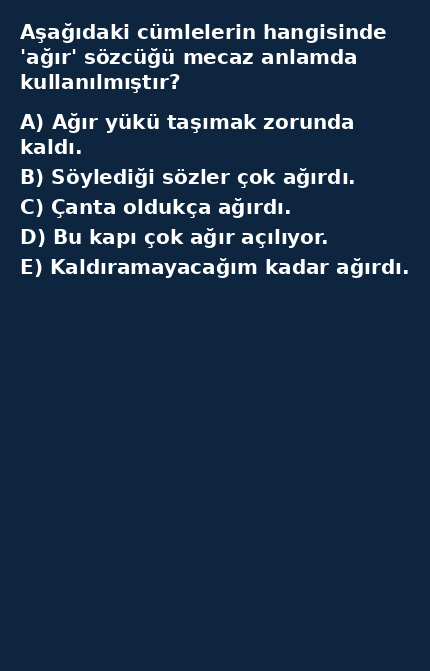 Aşağıdaki cümlelerin hangisinde
'ağır' sözcüğü mecaz anlamda
kullanılmıştır?
A) Ağır yükü taşımak zorunda
kaldı.
B) Söylediği sözler çok ağırdı.
C) Çanta oldukça ağırdı.
D) Bu kapı çok ağır açılıyor.
E) Kaldıramayacağım kadar ağırdı.